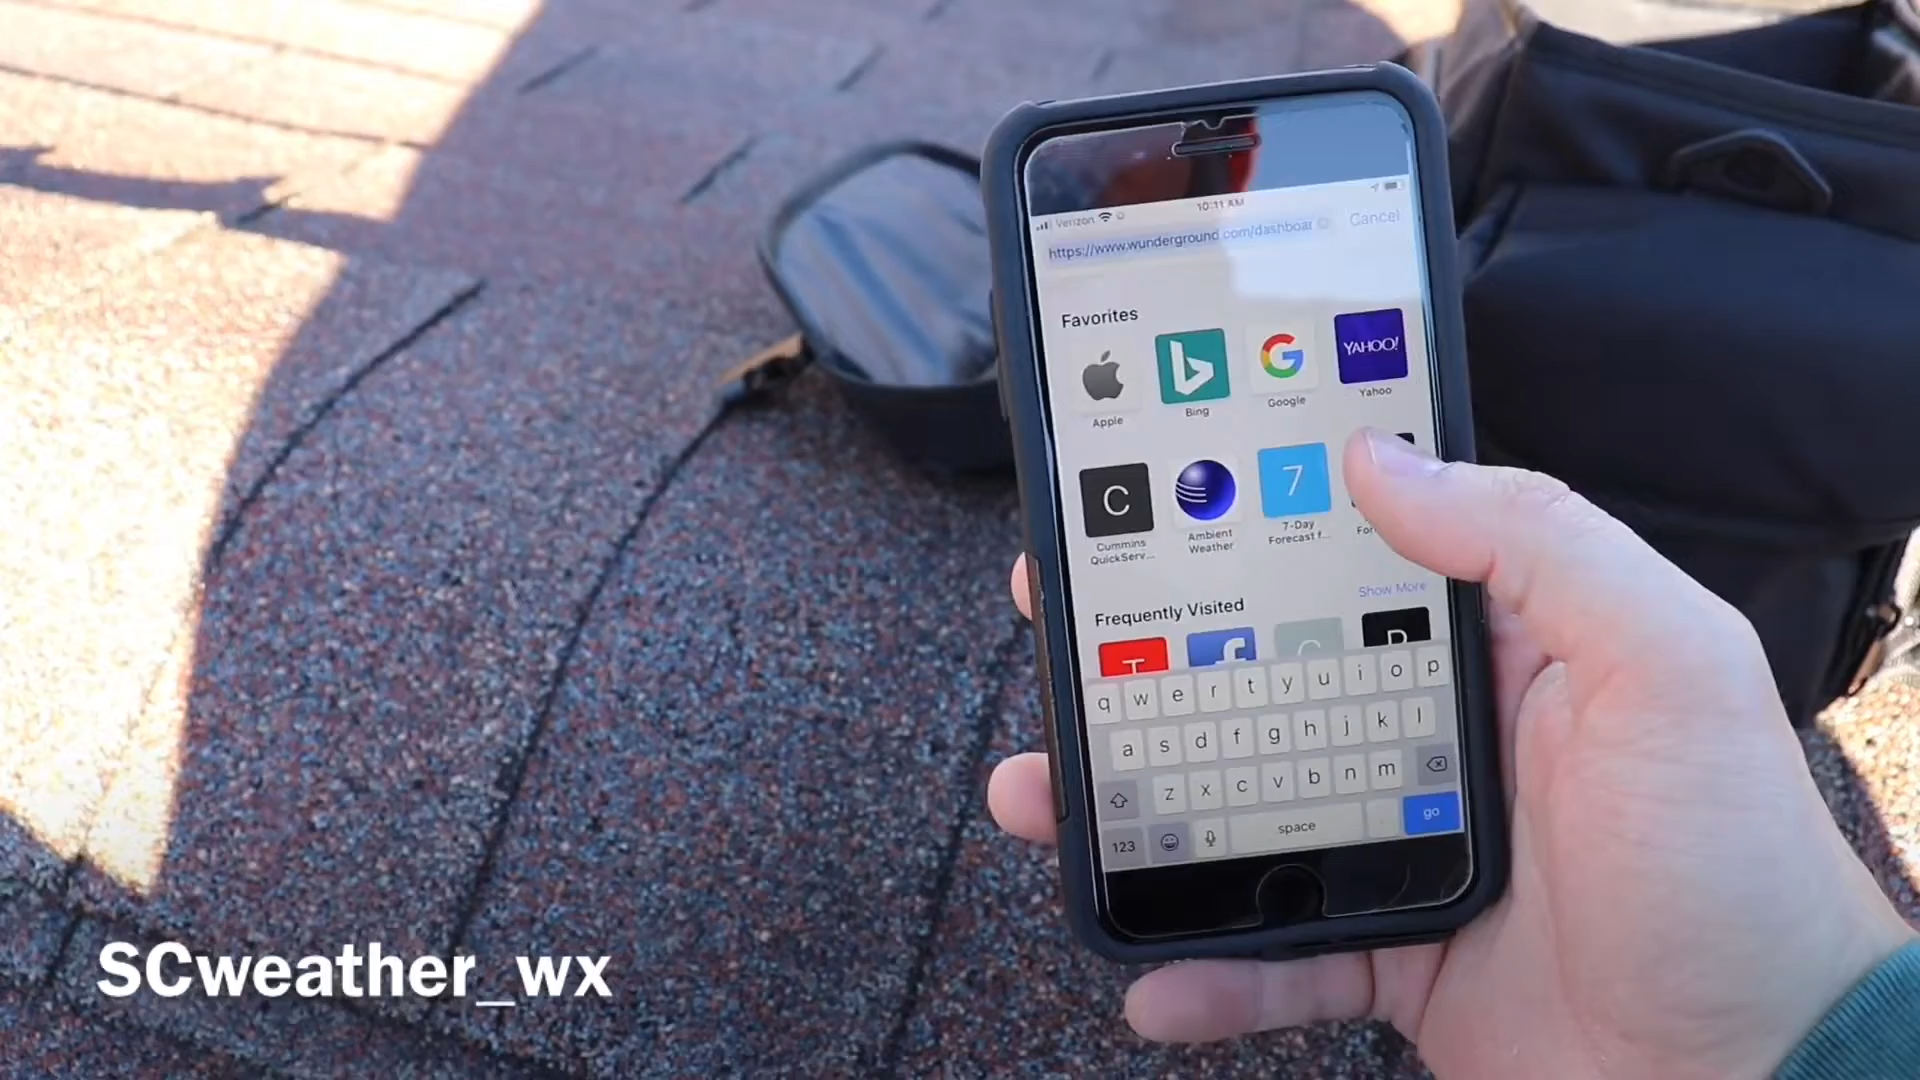 Verizon
10:11 AM
https://www.wunderground.com/dashboar
Cancel
Favorites
YAHOO!
Apple
Bing
Google
Yahoo
C
7
Cummins QuickServ...
Ambient Weather
7-Day Forecast f...
Frequently Visited
Show More
q w e r t y u i o p
a s d f g h j k l
z x c v b n m
123
space
go
SCweather_wx